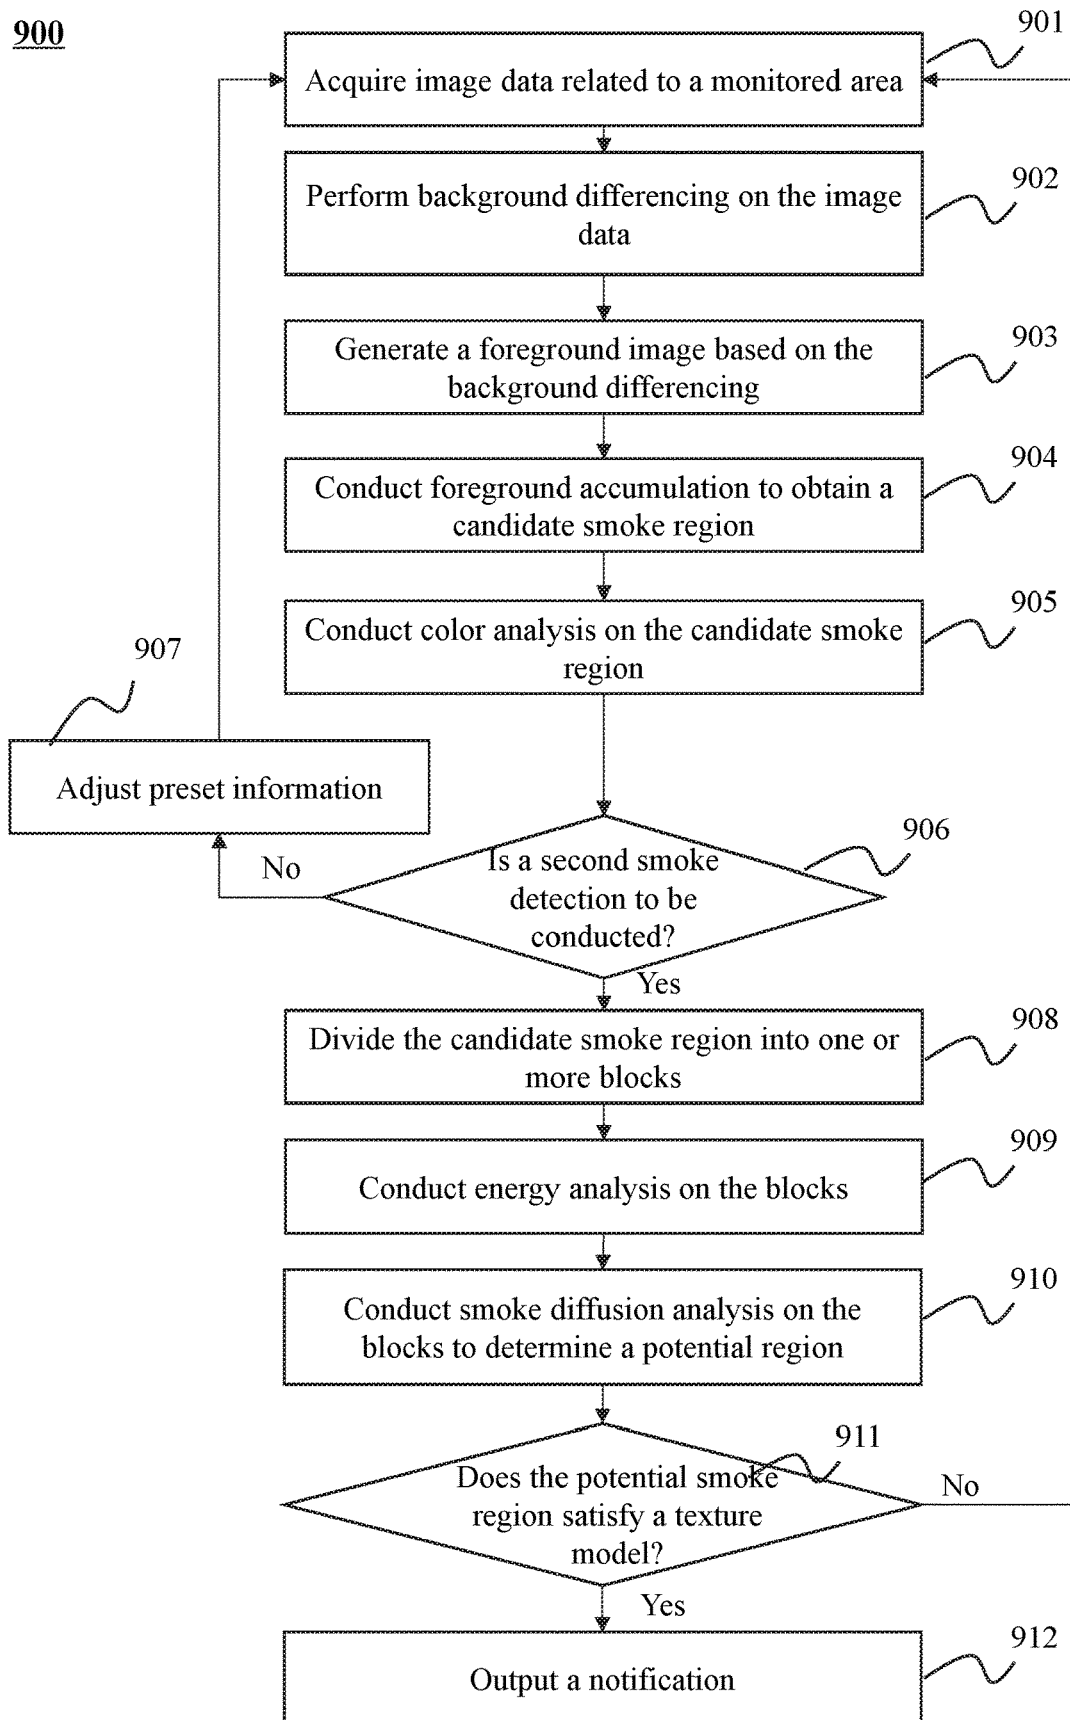 900
901
Acquire image data related to a monitored area
902
Perform background differencing on the image
data
903
Generate a foreground image based on the
background differencing
904
Conduct foreground accumulation to obtain a
candidate smoke region
905
Conduct color analysis on the candidate smoke
region
907
Adjust preset information
906
No
Is a second smoke
detection to be
conducted?
Yes
908
Divide the candidate smoke region into one or
more blocks
909
Conduct energy analysis on the blocks
910
Conduct smoke diffusion analysis on the
blocks to determine a potential region
911
Does the potential smoke
region satisfy a texture
model?
No
Yes
912
Output a notification